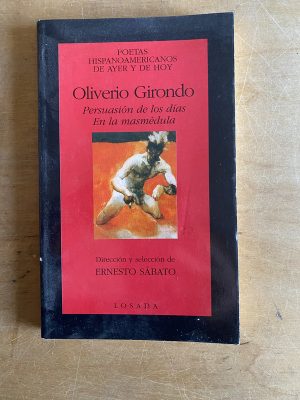 POETAS
HISPANOAMERICANOS
DE AYER Y DE HOY
Oliverio Girondo
Persuasión de los días
En la masmédula
Dirección y selección de
ERNESTO SÁBATO
LOSADA